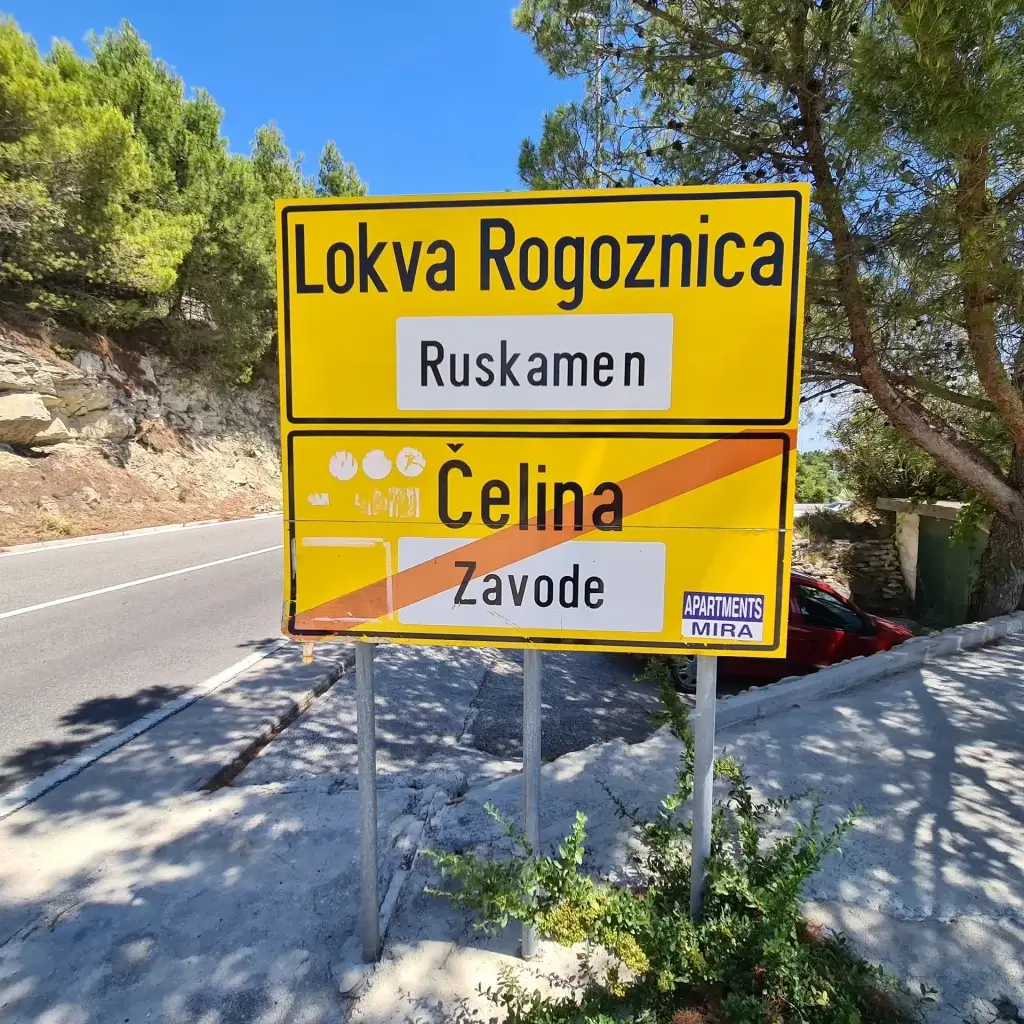 Lokva Rogoznica
Ruskamen
Čelina
Zavode
APARTMENTS
MIRA